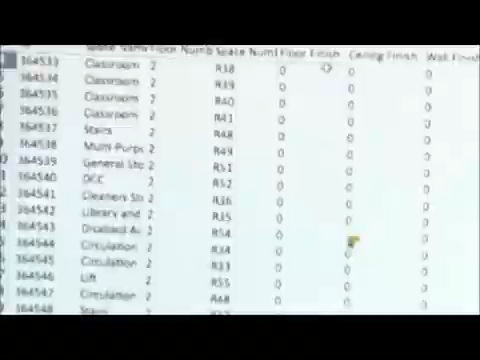 Space Name Floor Numb Space Numl Floor Finish Ceiling Finish Wall Finish
364533 Classroom 2 R38 0 0 0
364534 Classroom 2 R39 0 0 0
364535 Classroom 2 R40 0 0 0
364536 Classroom 2 R41 0 0 0
364537 Stairs 2 R48 0 0 0
364538 Multi-Purpo 2 R49 0 0 0
364539 General Sto 2 R51 0 0 0
364540 2 R52 0 0 0
364541 Cleaners Sto 2 R36 0 0 0
364542 Library and 2 R35 0 0 0
364543 Disabled 2 R54 0 0 0
364544 Circulation 2 R34 0 0 0
364545 Circulation 2 R33 0 0 0
364546 Lift 2 R55 0 0 0
364547 Circulation 2 R68 0 0 0
364548 Stairs 2